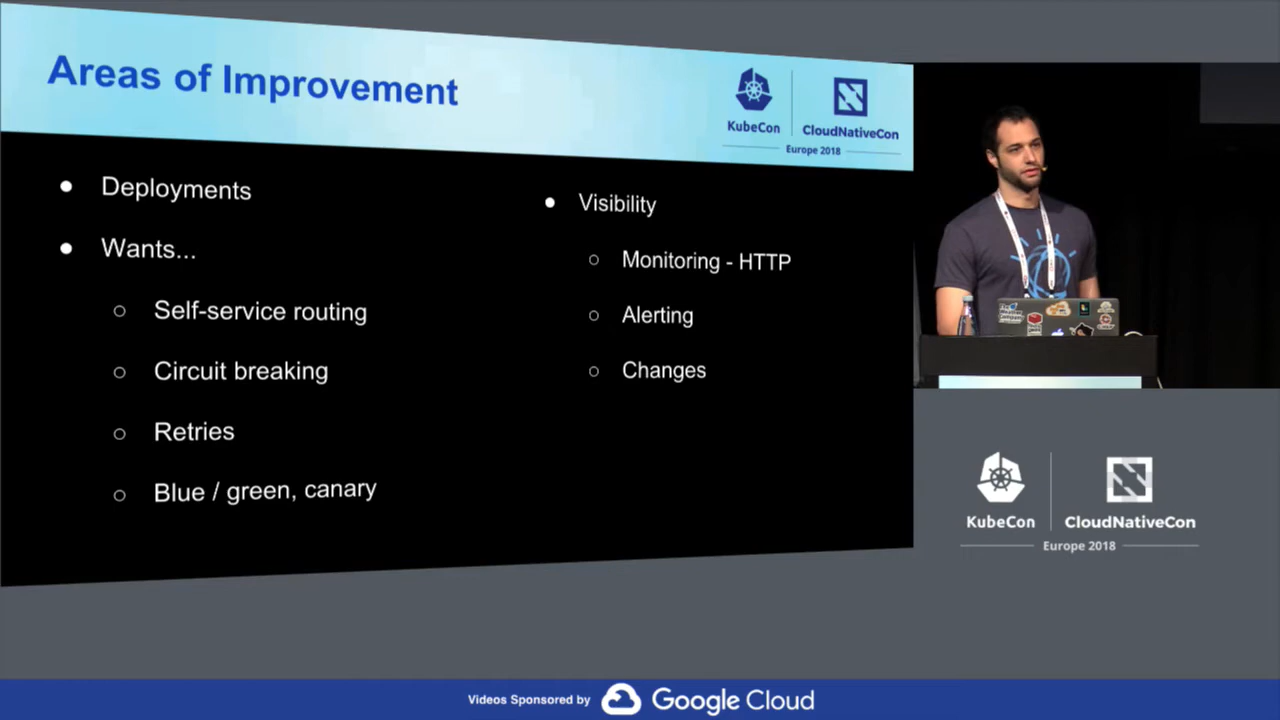 Areas of Improvement
KubeCon
CloudNativeCon
Europe 2018
Deployments
Wants...
Self-service routing
Circuit breaking
Retries
Blue / green, canary
Visibility
Monitoring - HTTP
Alerting
Changes
KubeCon
CloudNativeCon
Europe 2018
Videos Sponsored by
Google Cloud